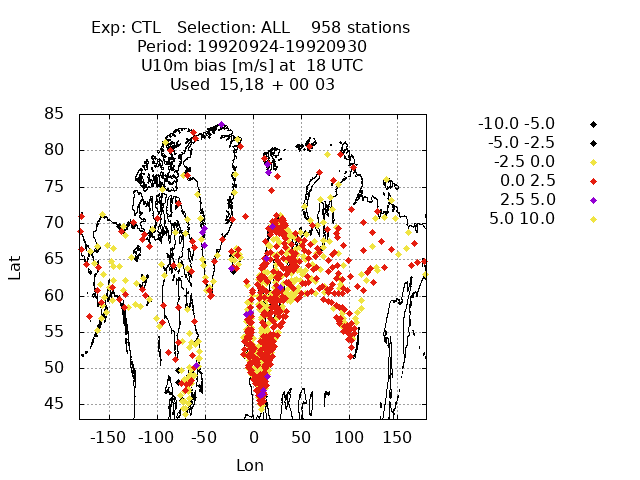 Exp: CTL   Selection: ALL    958 stations
Period: 19920924-19920930
U10m bias [m/s] at  18 UTC
Used  15,18 + 00 03
-10.0 -5.0
-5.0 -2.5
-2.5 0.0
0.0 2.5
2.5 5.0
5.0 10.0
85
80
75
70
65
60
55
50
45
Lat
-150 -100 -50 0 50 100 150
Lon